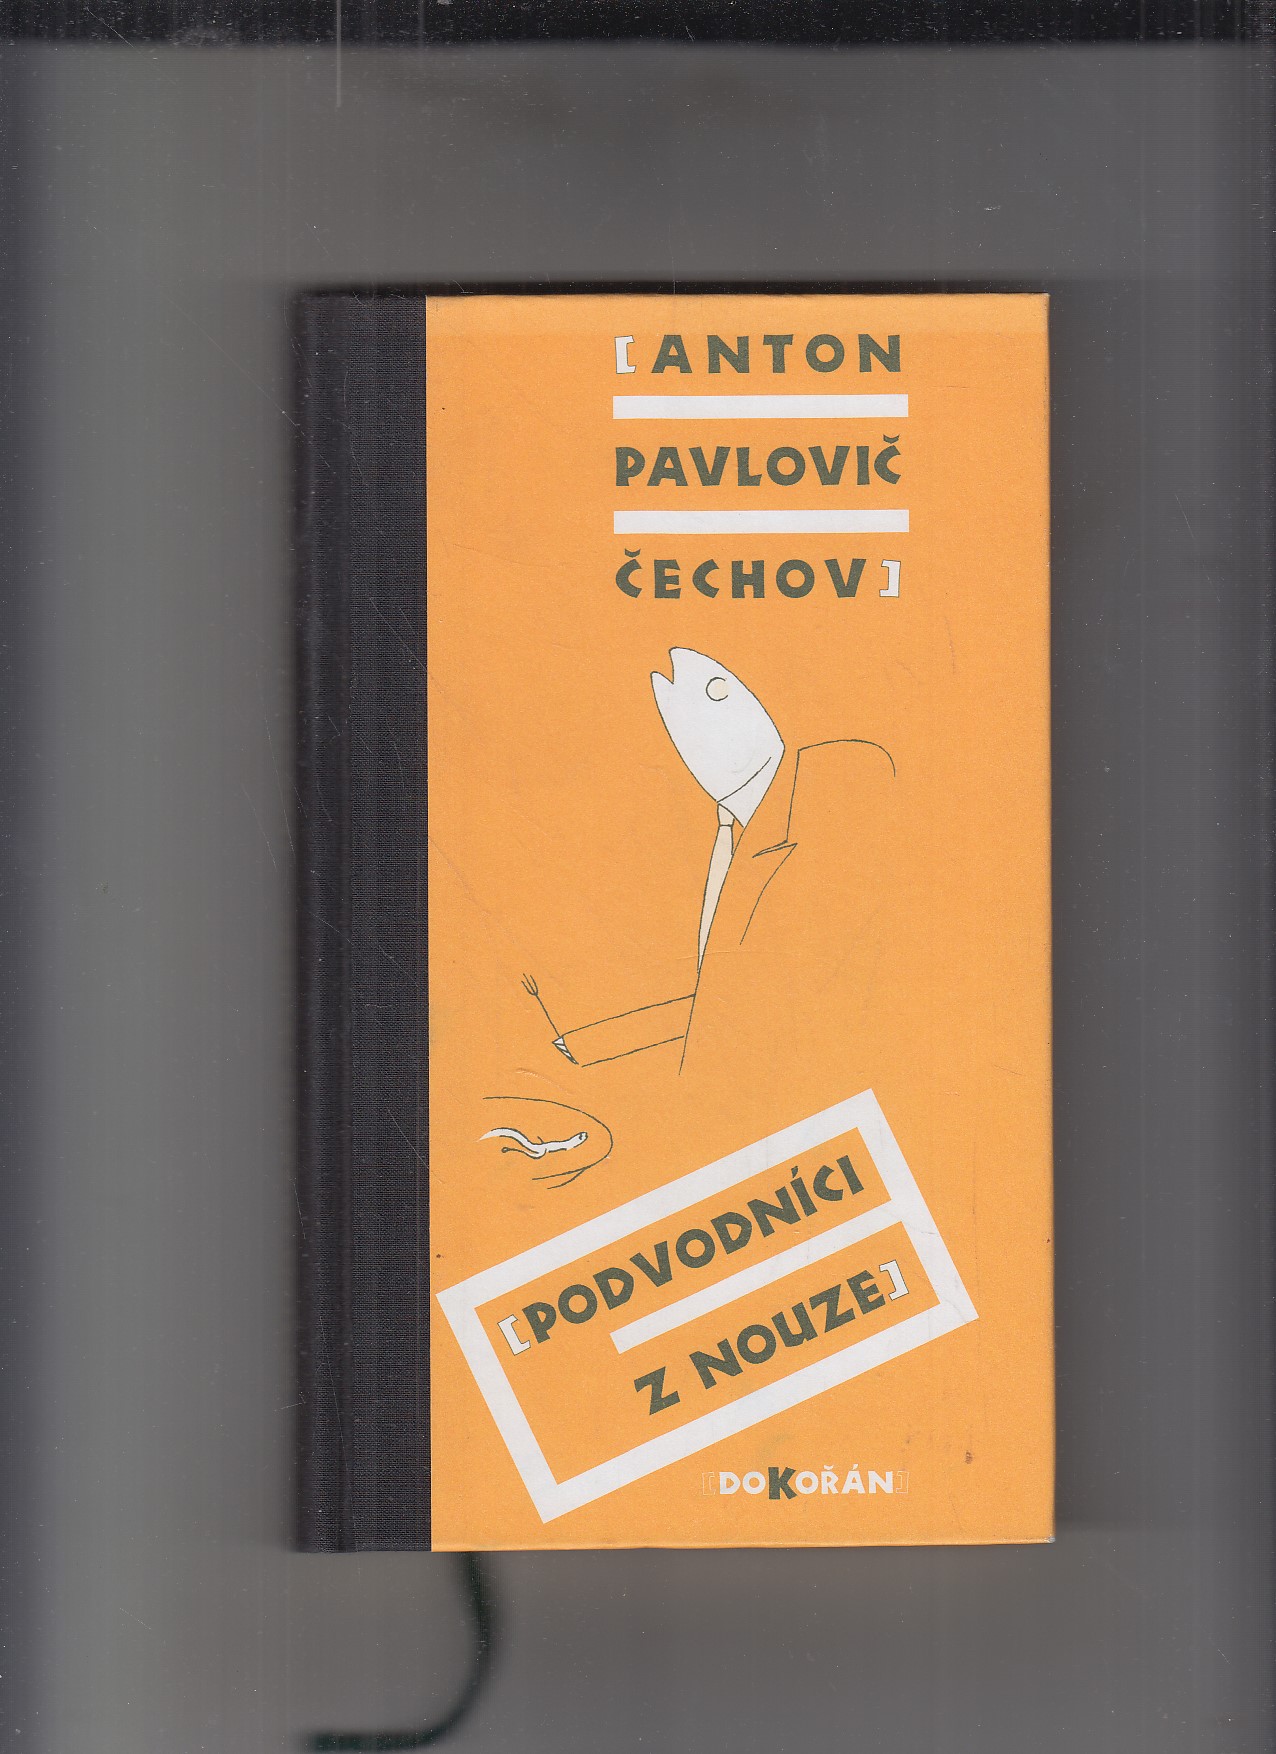 [ANTON
PAVLOVIČ
ČECHOV]
[PODVODNÍCI
Z NOUZE]
[DOKOŘÁN]